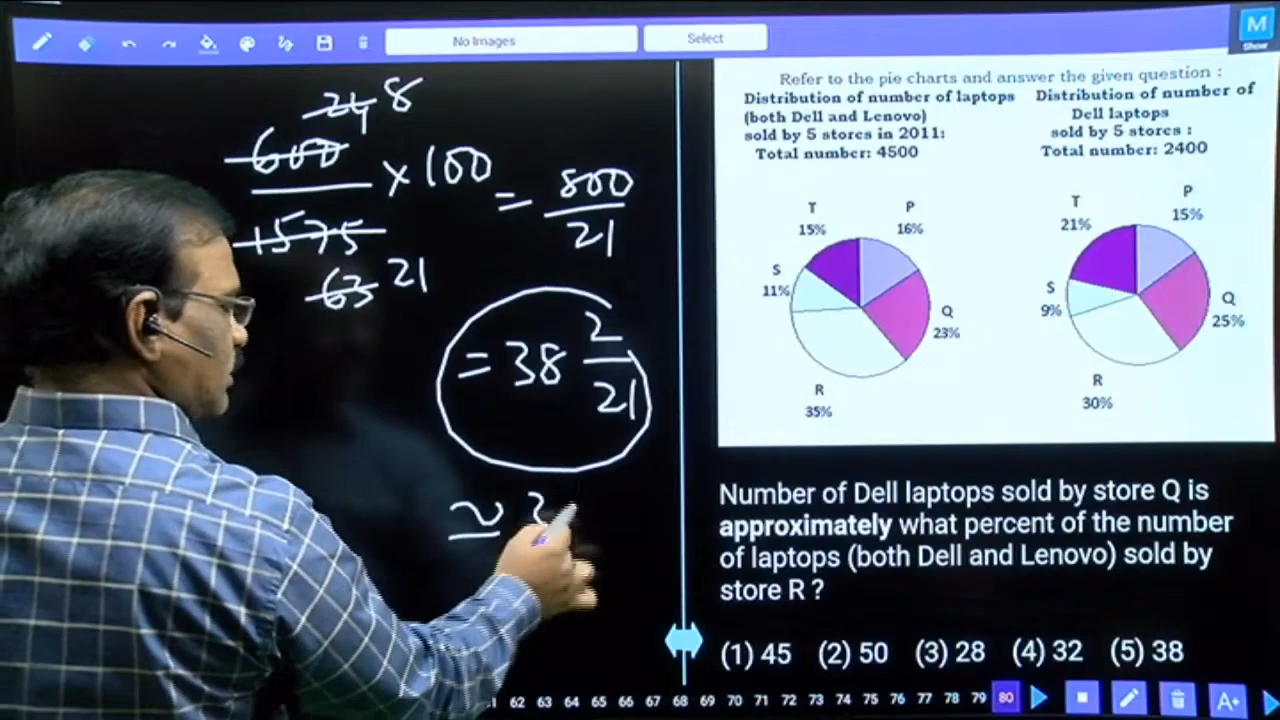 No Images
Select
M
Show
24 8
600
× 100
1575
63 21
= 800
21
= 38 2
21
≃ 3
Refer to the pie charts and answer the given question :
Distribution of number of laptops
(both Dell and Lenovo)
sold by 5 stores in 2011:
Total number: 4500
Distribution of number of
Dell laptops
sold by 5 stores :
Total number: 2400
T
15%
P
16%
S
11%
Q
23%
R
35%
T
21%
P
15%
S
9%
Q
25%
R
30%
Number of Dell laptops sold by store Q is
approximately what percent of the number
of laptops (both Dell and Lenovo) sold by
store R ?
(1) 45 (2) 50 (3) 28 (4) 32 (5) 38
62 63 64 65 66 67 68 69 70 71 72 73 74 75 76 77 78 79 80
A+